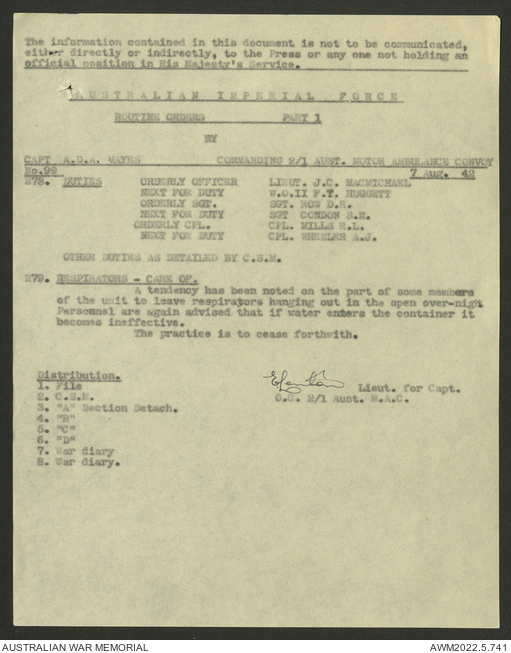 The information contained in this document is not to be communicated,
either directly or indirectly, to the Press or any one not holding an
official position in His Majesty's Service.
AUSTRALIAN IMPERIAL FORCE
ROUTINE ORDERS PART 1
BY
CAPT A.D.A. MAYES COMMANDING 2/1 AUST. MOTOR AMBULANCE CONVOY
No.99 7 Aug. 42
278. DUTIES ORDERLY OFFICER LIEUT. J.C. MACMICHAEL
NEXT FOR DUTY W.O.II F.T. HUGGETT
ORDERLY SGT. SGT. ROW D.R.
NEXT FOR DUTY SGT CONDON S.M.
ORDERLY CPL. CPL. MILLS R.L.
NEXT FOR DUTY CPL. WHEELER A.J.
OTHER DUTIES AS DETAILED BY C.S.M.
279. RESPIRATORS - CARE OF.
A tendency has been noted on the part of some members
of the unit to leave respirators hanging out in the open over-nigh
Personnel are again advised that if water enters the container it
becomes ineffective.
The practice is to cease forthwith.
Distribution.
1. File
2. C.S.M.
3. "A" Section Detach.
4. "B"
5. "C"
6. "D"
7. War diary
8. War diary.
Lieut. for Capt.
O.C. 2/1 Aust. M.A.C.
AUSTRALIAN WAR MEMORIAL AWM2022.5.741